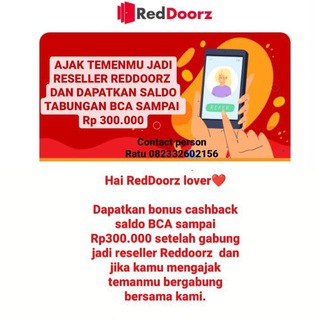 RedDoorz
AJAK TEMENMU JADI
RESELLER REDDOORZ
DAN DAPATKAN SALDO
TABUNGAN BCA SAMPAI
Rp 300.000
Contact person
Ratu 082332602156
Hai RedDoorz lover❤️
Dapatkan bonus cashback
saldo BCA sampai
Rp300.000 setelah gabung
jadi reseller Reddoorz dan
jika kamu mengajak
temanmu bergabung
bersama kami.